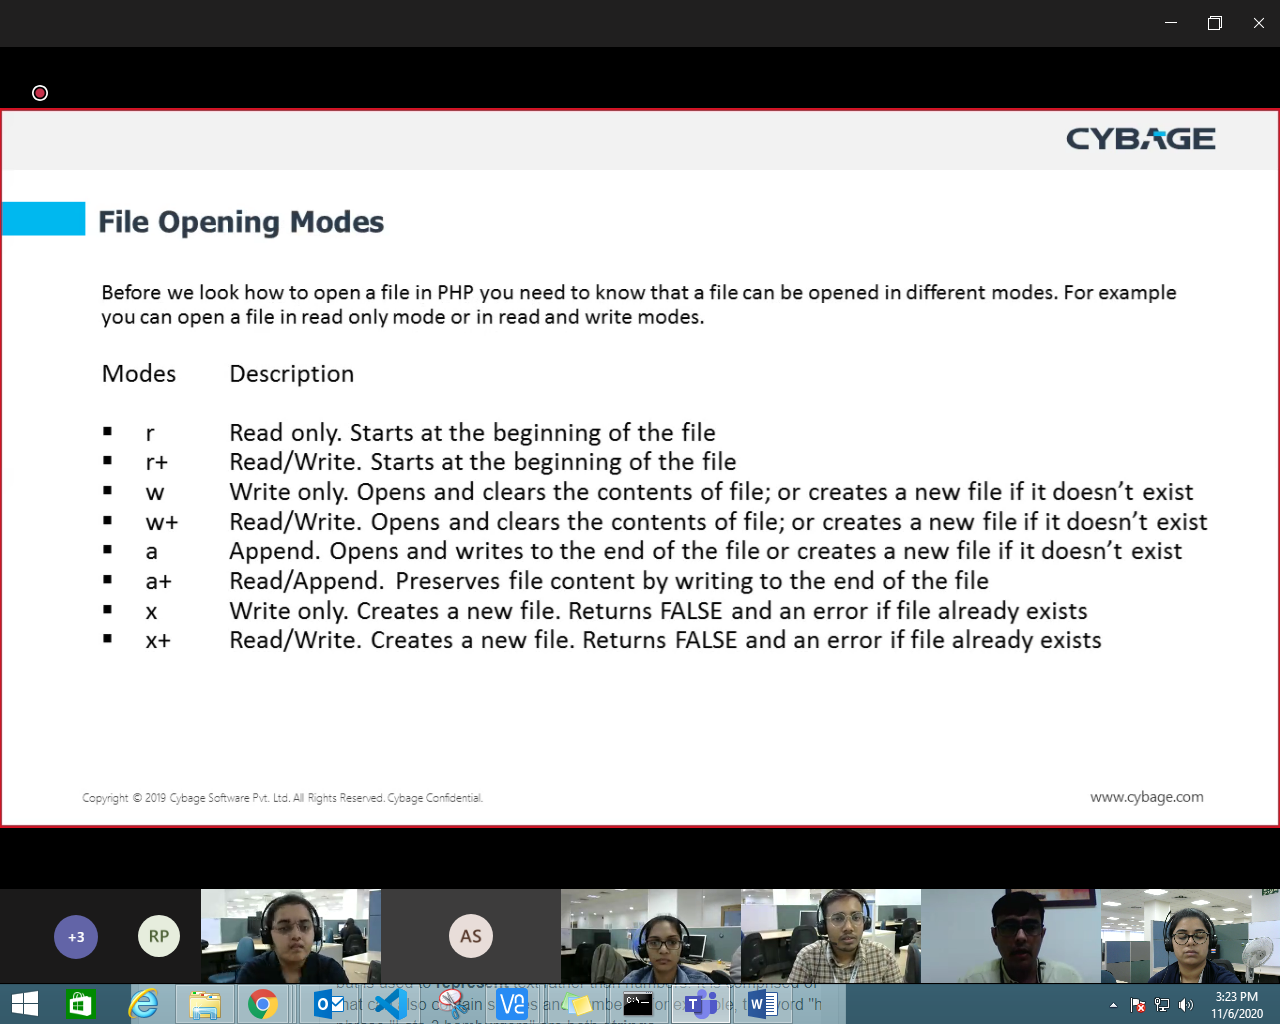 CYBAGE
File Opening Modes
Before we look how to open a file in PHP you need to know that a file can be opened in different modes. For example
you can open a file in read only mode or in read and write modes.
Modes Description
▪ r Read only. Starts at the beginning of the file
▪ r+ Read/Write. Starts at the beginning of the file
▪ w Write only. Opens and clears the contents of file; or creates a new file if it doesn't exist
▪ w+ Read/Write. Opens and clears the contents of file; or creates a new file if it doesn't exist
▪ a Append. Opens and writes to the end of the file or creates a new file if it doesn't exist
▪ a+ Read/Append. Preserves file content by writing to the end of the file
▪ x Write only. Creates a new file. Returns FALSE and an error if file already exists
▪ x+ Read/Write. Creates a new file. Returns FALSE and an error if file already exists
Copyright © 2019 Cybage Software Pvt. Ltd. All Rights Reserved. Cybage Confidential.
www.cybage.com
+3 RP AS
3:23 PM
11/6/2020